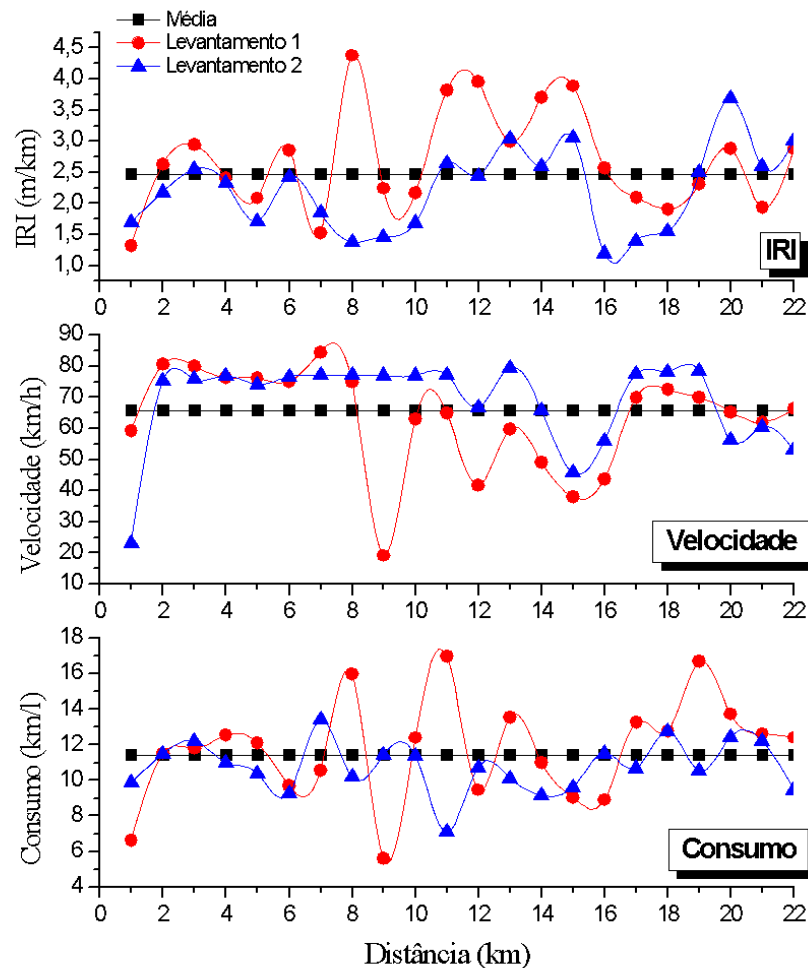 Média
Levantamento 1
Levantamento 2
4,5
4,0
3,5
3,0
2,5
2,0
1,5
1,0
IRI (m/km)
IRI
0 2 4 6 8 10 12 14 16 18 20 22
90
80
70
60
50
40
30
20
10
Velocidade (km/h)
Velocidade
0 2 4 6 8 10 12 14 16 18 20 22
18
16
14
12
10
8
6
4
Consumo (km/l)
Consumo
0 2 4 6 8 10 12 14 16 18 20 22
Distância (km)